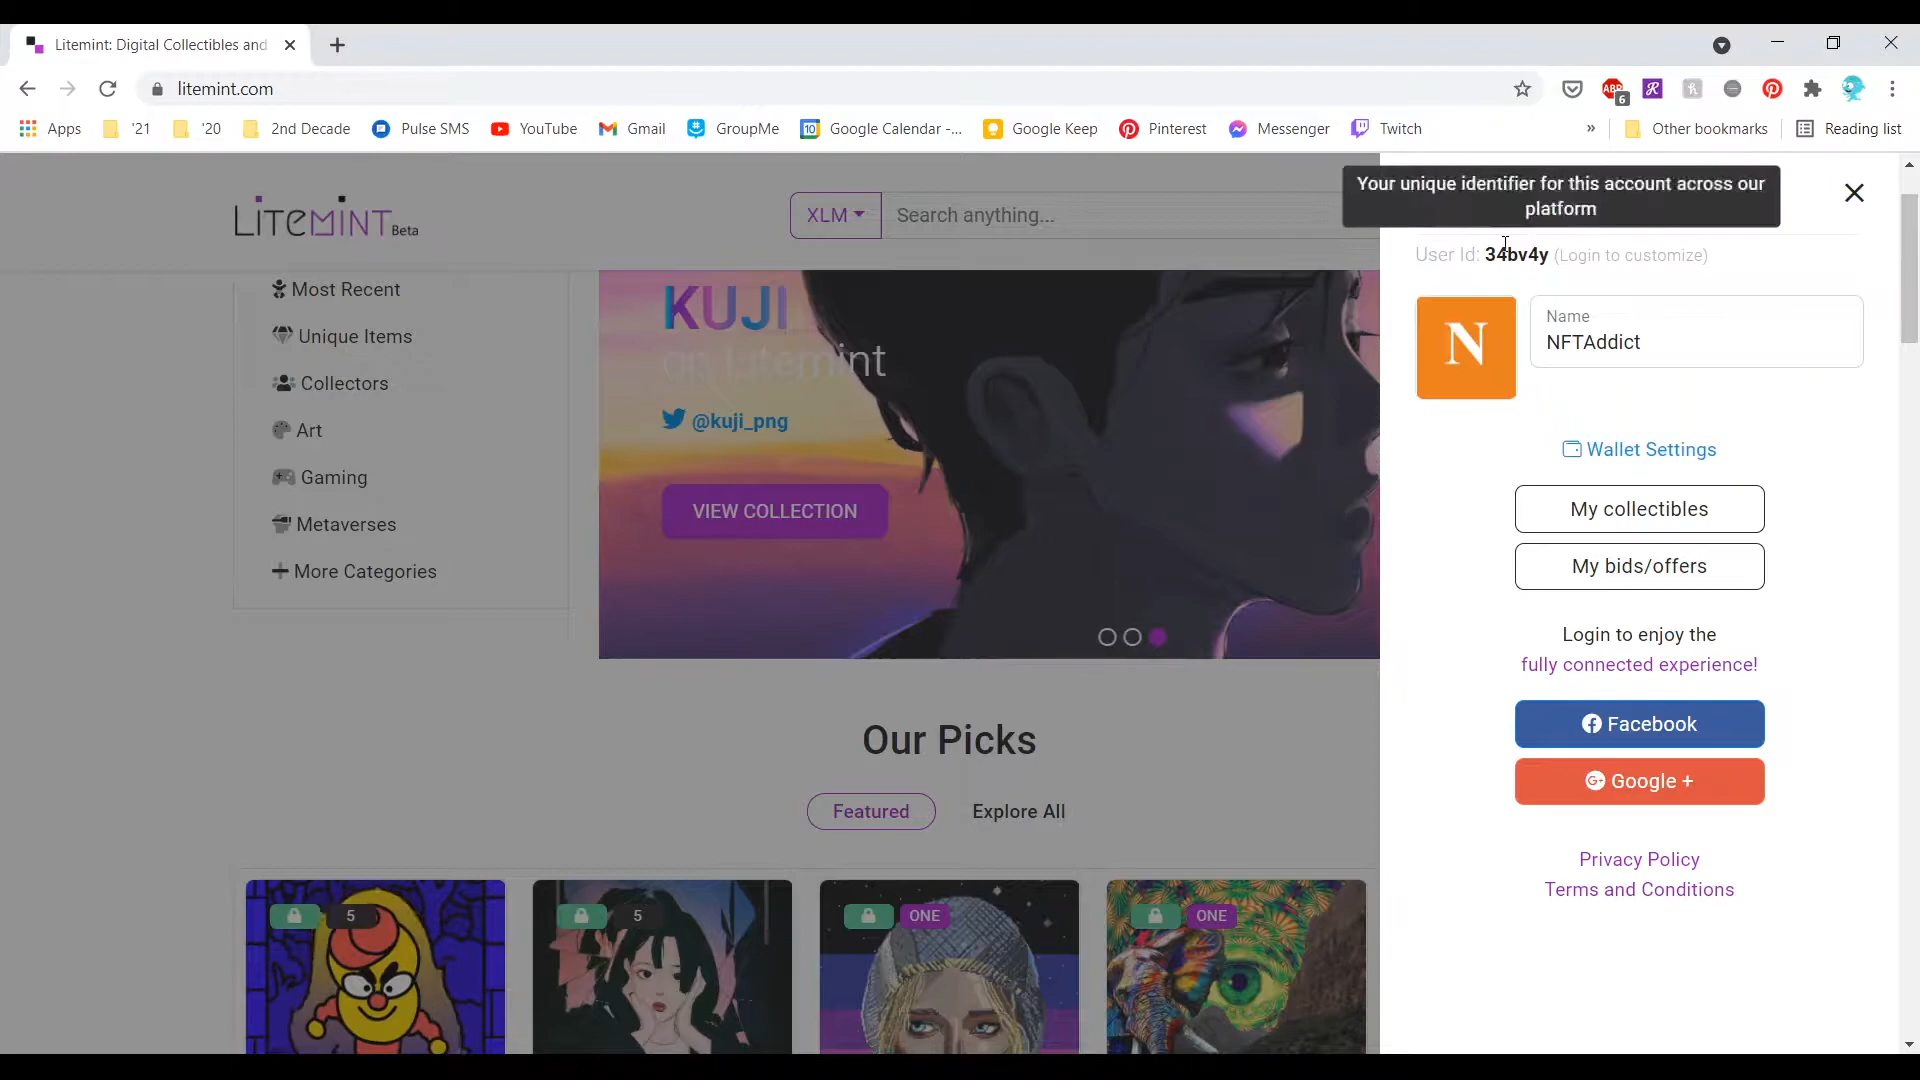 Litemint: Digital Collectibles and
litemint.com
6
Apps
'21
'20
2nd Decade
Pulse SMS
YouTube
Gmail
GroupMe
10
Google Calendar -...
Google Keep
Pinterest
Messenger
Twitch
»
Other bookmarks
Reading list
LITEMINT Beta
XLM
Search anything...
Most Recent
Unique Items
Collectors
Art
Gaming
Metaverses
More Categories
KUJI
on Litemint
@kuji_png
VIEW COLLECTION
Our Picks
Featured
Explore All
5
5
ONE
ONE
Your unique identifier for this account across our
platform
User Id: 34bv4y (Login to customize)
N
Name
NFTAddict
Wallet Settings
My collectibles
My bids/offers
Login to enjoy the
fully connected experience!
Facebook
Google +
Privacy Policy
Terms and Conditions